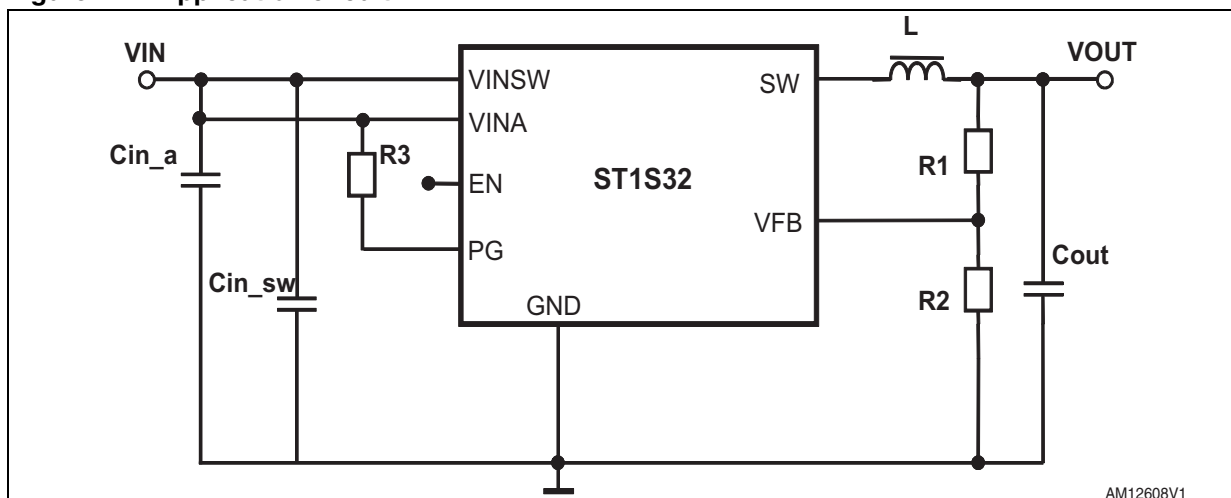 L
VIN
VOUT
VINSW
SW
VINA
Cin_a
R3
R1
EN
ST1S32
VFB
PG
Cout
Cin_sw
R2
GND
AM12608V1